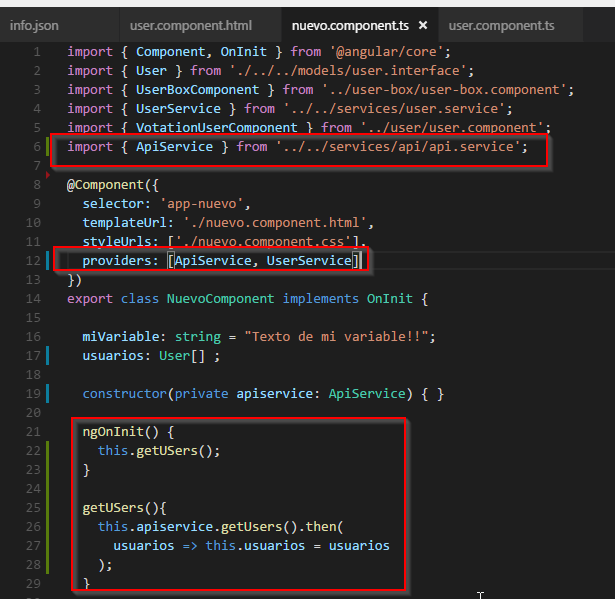 info.json user.component.html nuevo.component.ts × user.component.ts
1 import { Component, OnInit } from '@angular/core';
2 import { User } from './../../models/user.interface';
3 import { UserBoxComponent } from '../user-box/user-box.component';
4 import { UserService } from '../../services/user.service';
5 import { VotationUserComponent } from '../user/user.component';
6 import { ApiService } from '../../services/api/api.service';
7
8 @Component({
9 selector: 'app-nuevo',
10 templateUrl: './nuevo.component.html',
11 styleUrls: ['./nuevo.component.css'],
12 providers: [ApiService, UserService]
13 })
14 export class NuevoComponent implements OnInit {
15
16 miVariable: string = "Texto de mi variable!!";
17 usuarios: User[] ;
18
19 constructor(private apiservice: ApiService) { }
20
21 ngOnInit() {
22 this.getUSers();
23 }
24
25 getUSers(){
26 this.apiservice.getUsers().then(
27 usuarios => this.usuarios = usuarios
28 );
29 }